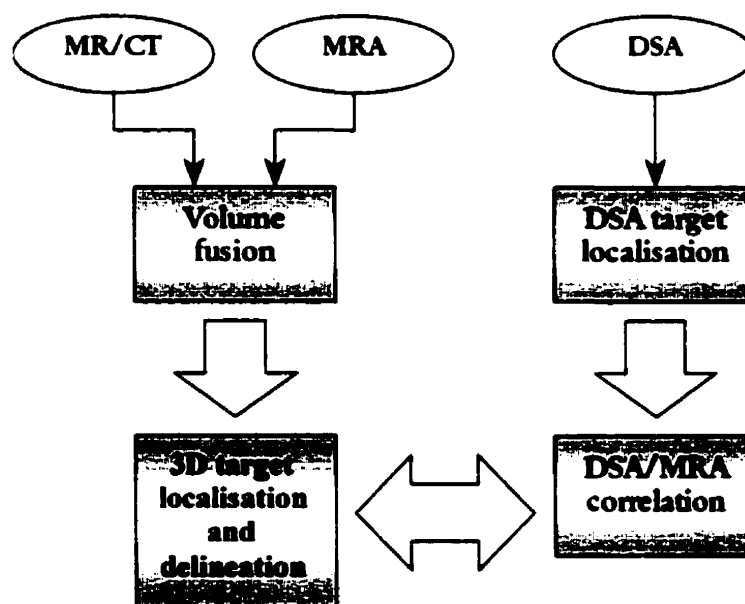 MR/CT
MRA
DSA
Volume
fusion
DSA target
localisation
3D target
localisation
and
delineation
DSA/MRA
correlation